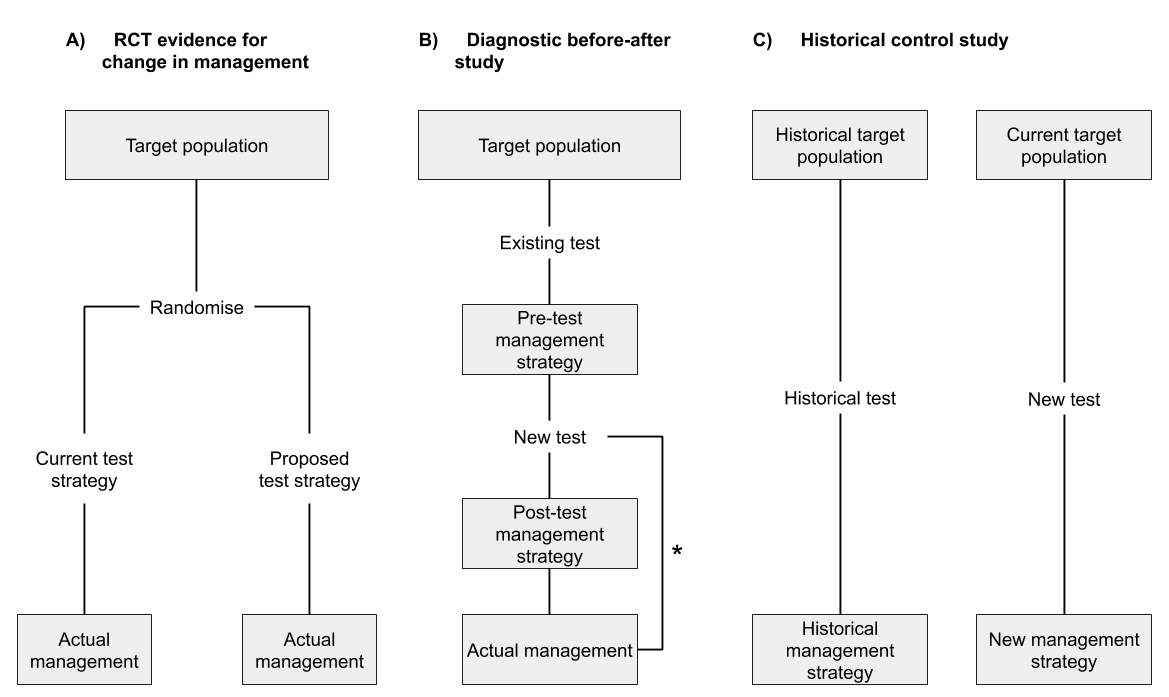 A) RCT evidence for
change in management
Target population
Randomise
Current test
strategy
Proposed
test strategy
Actual
management
Actual
management
B) Diagnostic before-after
study
Target population
Existing test
Pre-test
management
strategy
New test
Post-test
management
strategy
*
Actual management
C) Historical control study
Historical target
population
Current target
population
Historical test
New test
Historical
management
strategy
New management
strategy